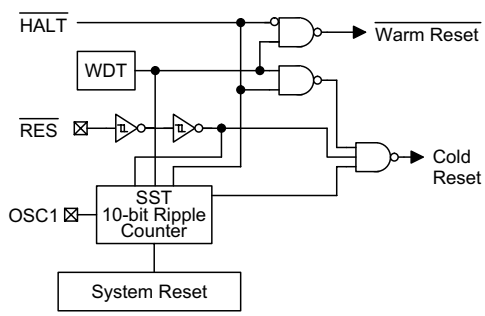 HALT
Warm Reset
WDT
RES
Cold
Reset
SST
10-bit Ripple
Counter
OSC1
System Reset